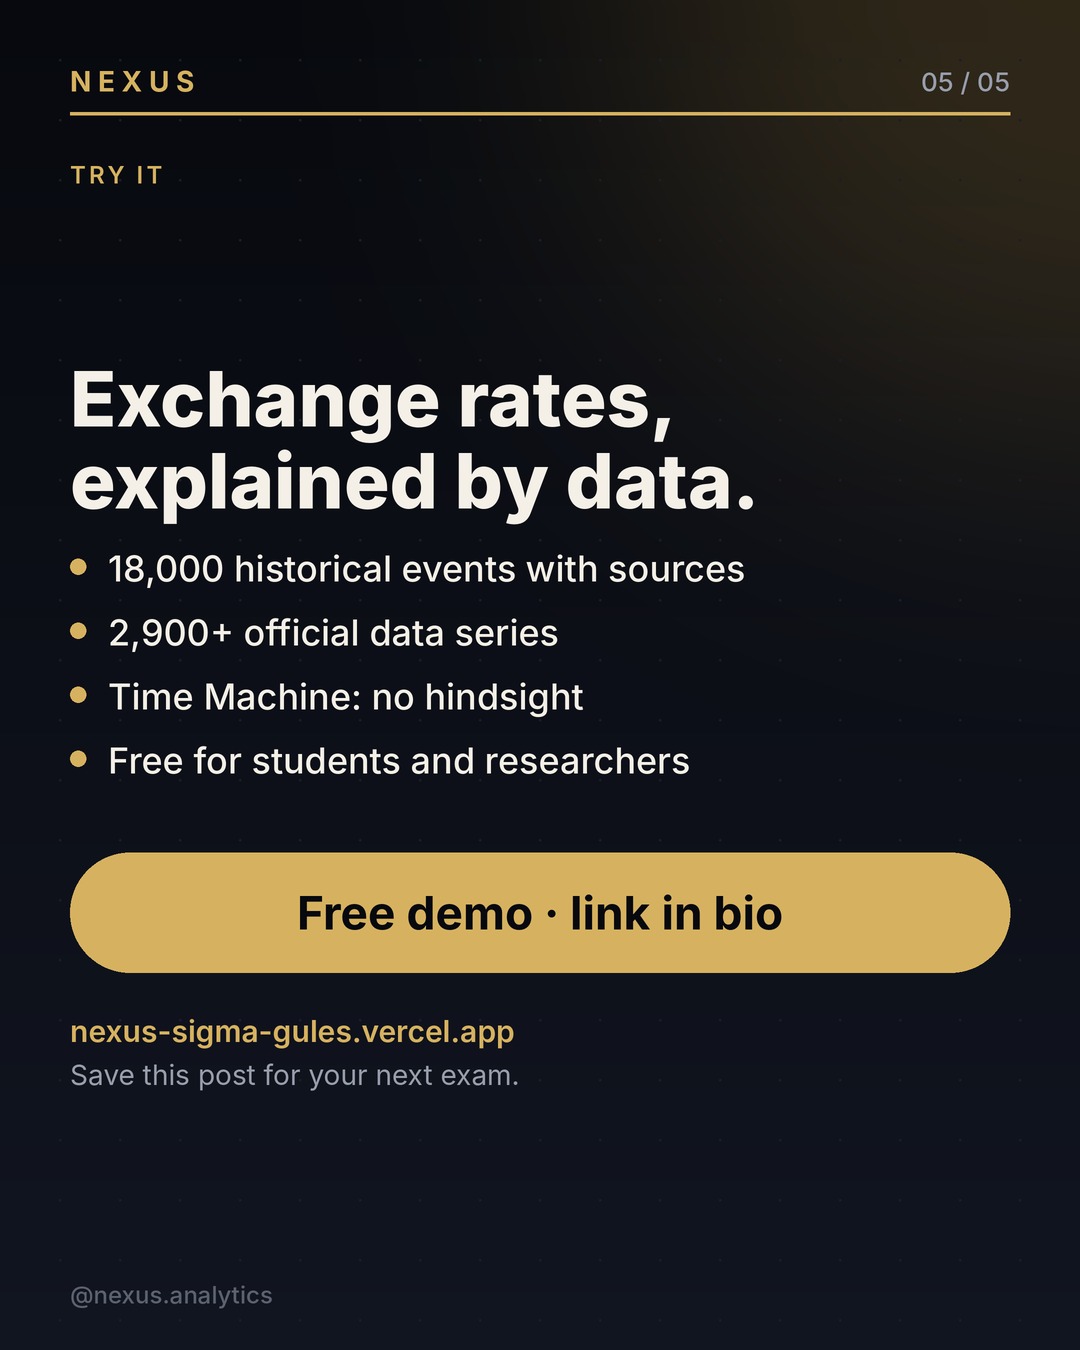 NEXUS
05 / 05
TRY IT
Exchange rates,
explained by data.
18,000 historical events with sources
2,900+ official data series
Time Machine: no hindsight
Free for students and researchers
Free demo · link in bio
nexus-sigma-gules.vercel.app
Save this post for your next exam.
@nexus.analytics